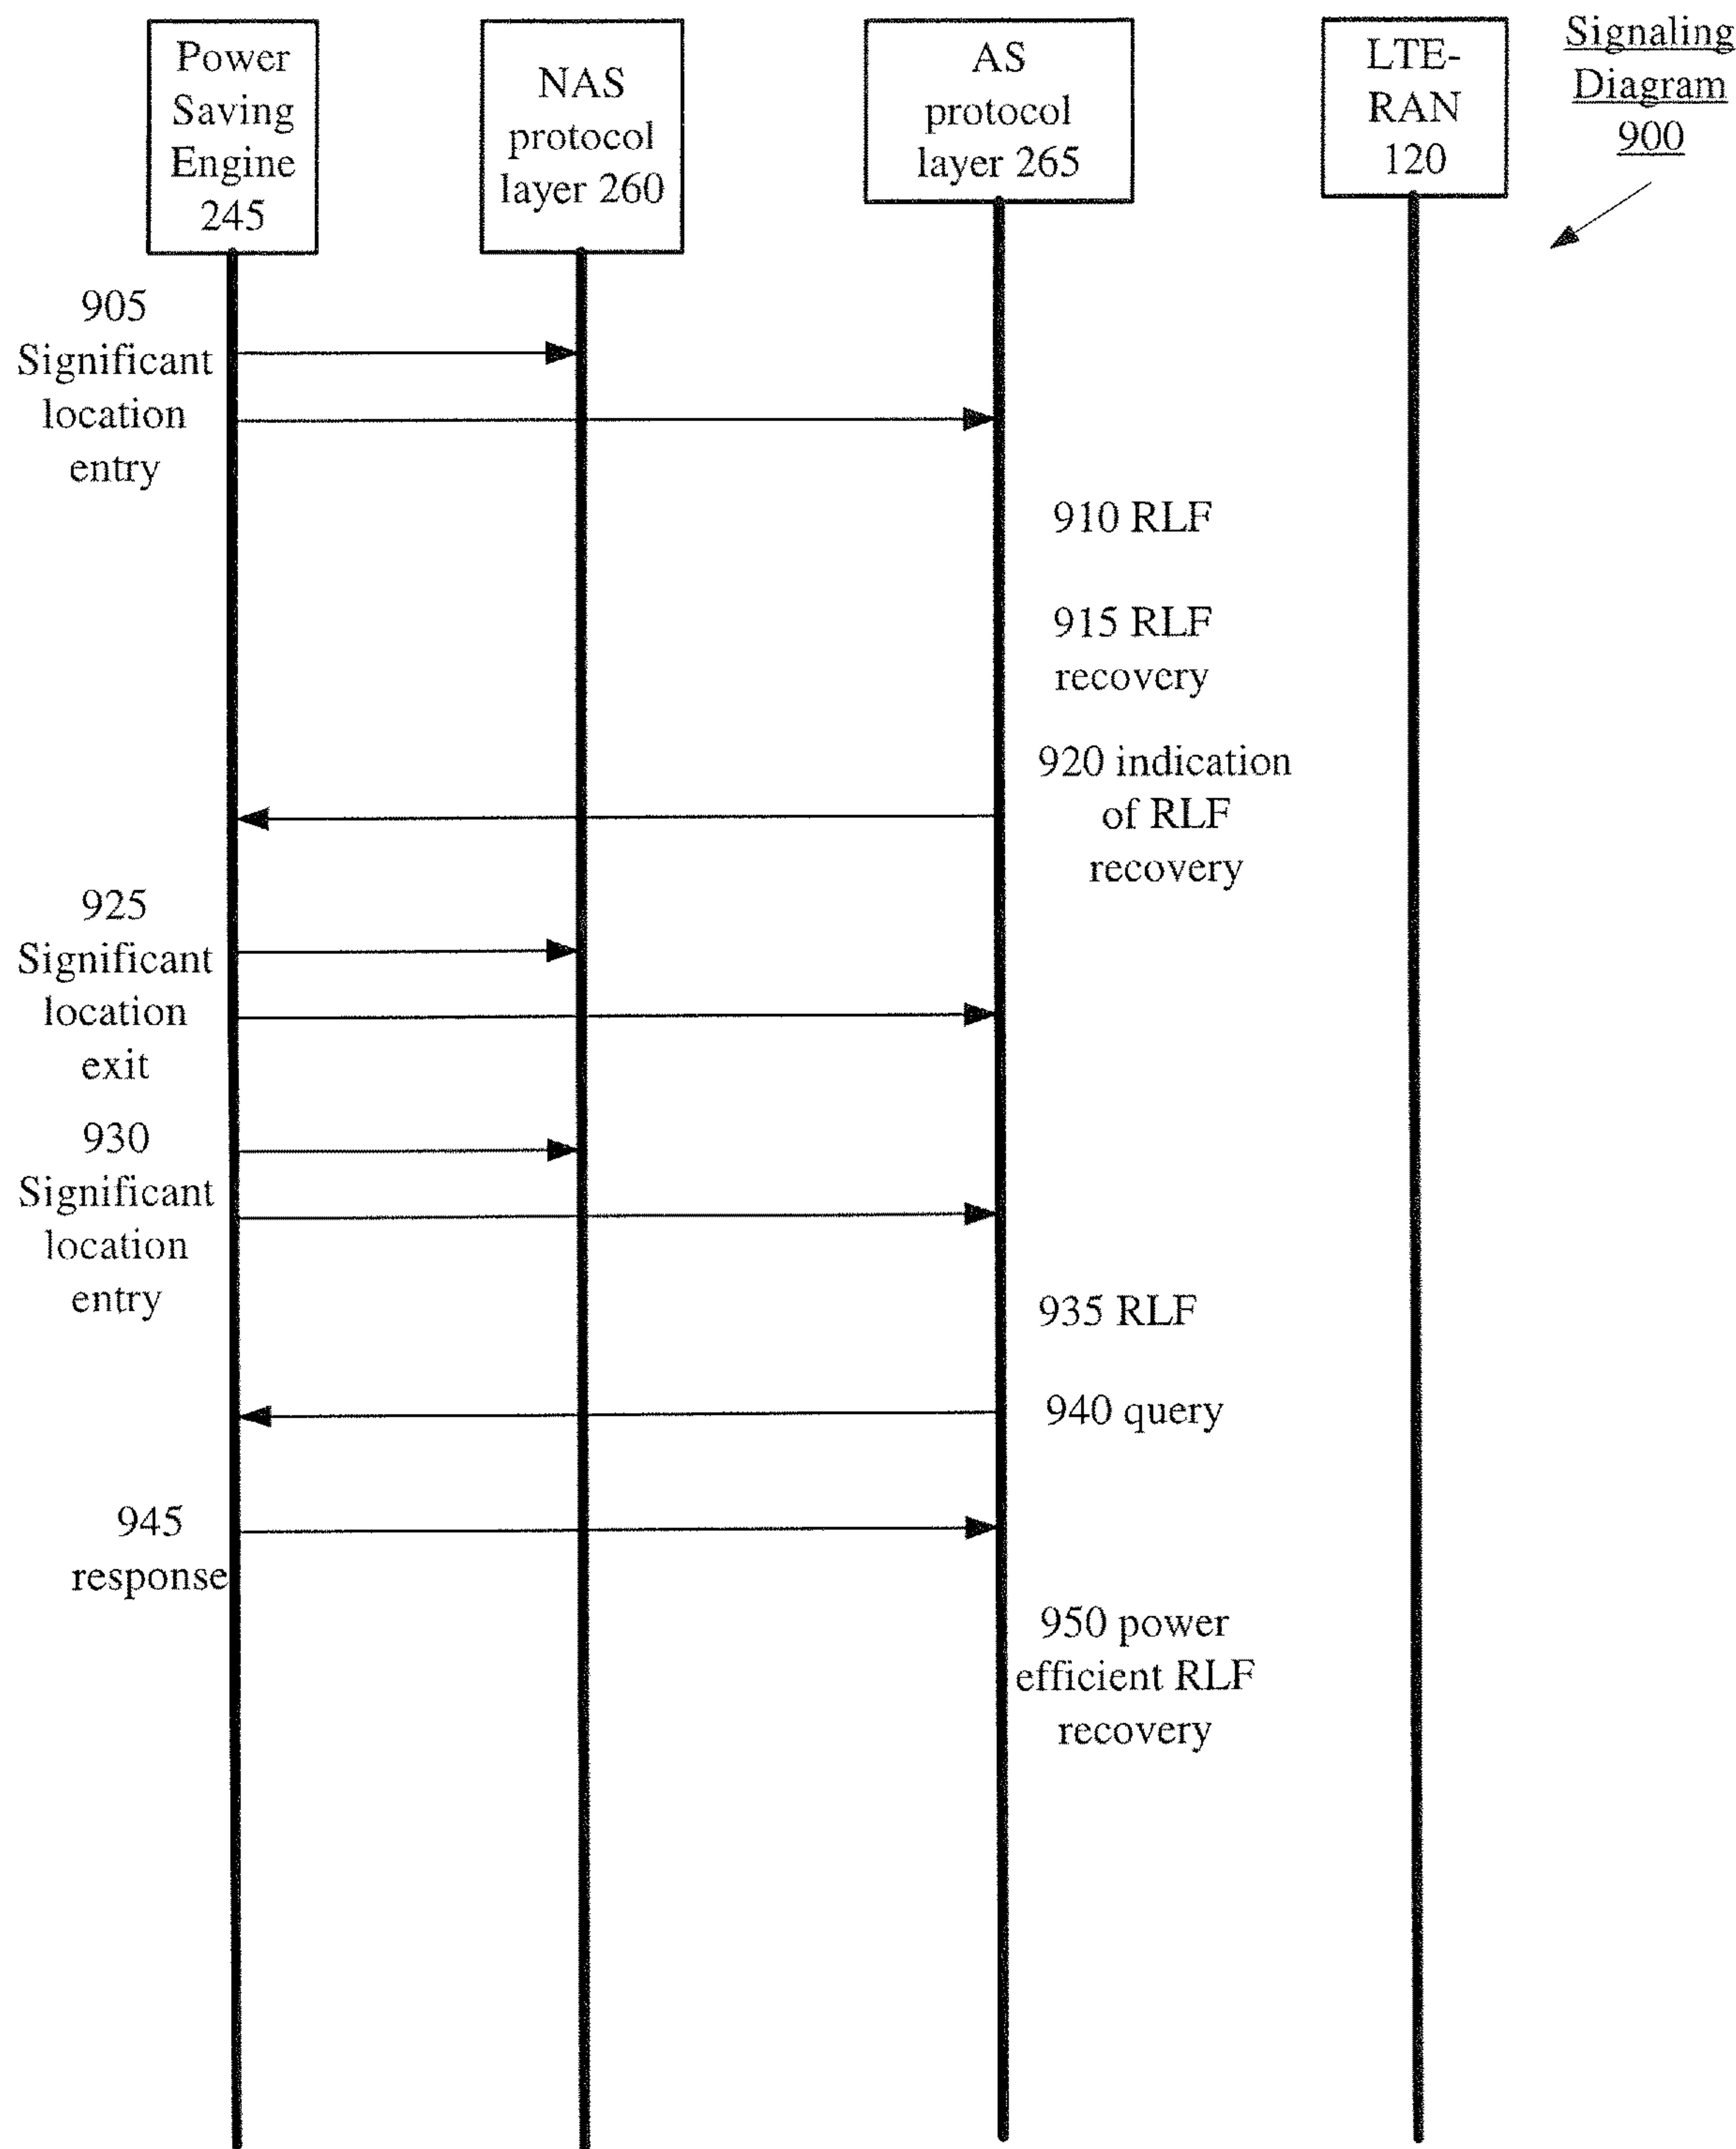 Power
Saving
Engine
245
NAS
protocol
layer 260
AS
protocol
layer 265
LTE-
RAN
120
Signaling
Diagram
900
905
Significant
location
entry
910 RLF
915 RLF
recovery
920 indication
of RLF
recovery
925
Significant
location
exit
930
Significant
location
entry
935 RLF
940 query
945
response
950 power
efficient RLF
recovery